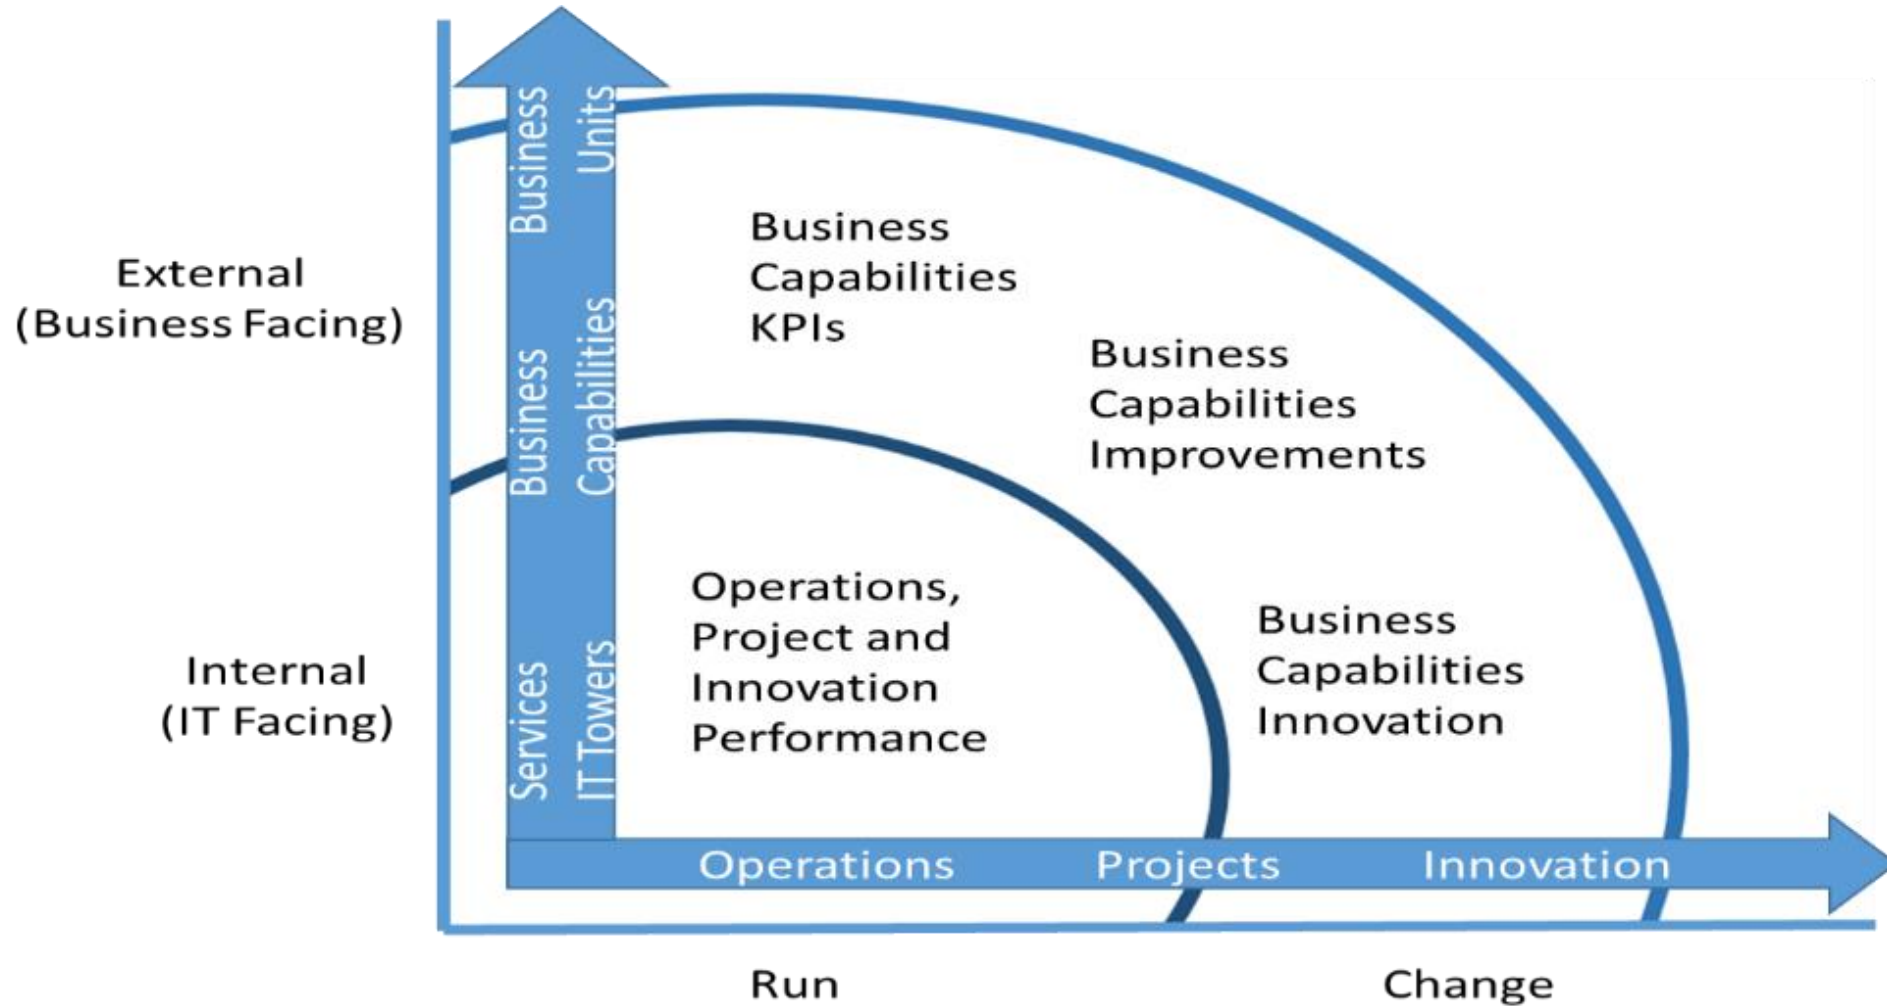 External
(Business Facing)
Internal
(IT Facing)
Business
Units
Business
Capabilities
Services
IT Towers
Business
Capabilities
KPIs
Business
Capabilities
Improvements
Operations,
Project and
Innovation
Performance
Business
Capabilities
Innovation
Operations Projects Innovation
Run Change